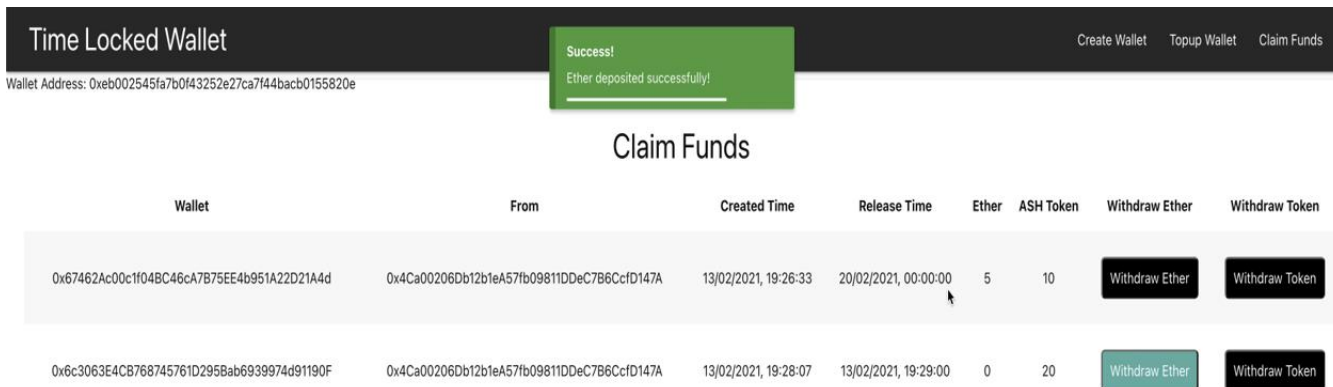 Time Locked Wallet
Success!
Ether deposited successfully!
Create Wallet Topup Wallet Claim Funds
Wallet Address: 0xeb002545fa7b0f43252e27ca7f44bacb0155820e
Claim Funds
Wallet From Created Time Release Time Ether ASH Token Withdraw Ether Withdraw Token
0x67462Ac00c1f04BC46cA7B75EE4b951A22D21A4d 0x4Ca00206Db12b1eA57fb09811DDeC7B6CcfD147A 13/02/2021, 19:26:33 20/02/2021, 00:00:00 5 10 Withdraw Ether Withdraw Token
0x6c3063E4CB768745761D295Bab6939974d91190F 0x4Ca00206Db12b1eA57fb09811DDeC7B6CcfD147A 13/02/2021, 19:28:07 13/02/2021, 19:29:00 0 20 Withdraw Ether Withdraw Token